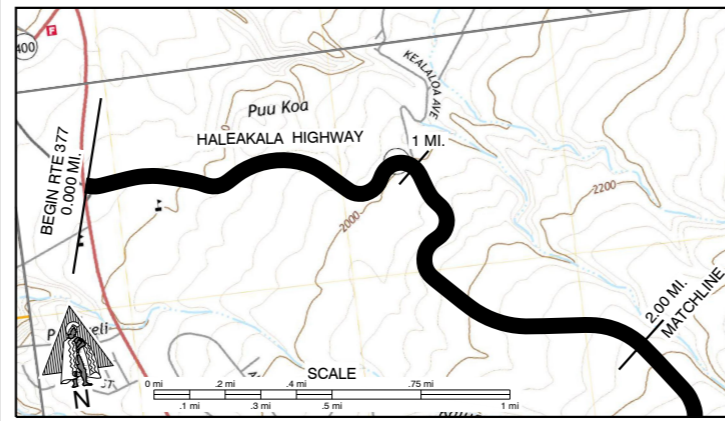 400
F
KEALALOA AVE
Puu Koa
HALEAKALA HIGHWAY
1 MI.
BEGIN RTE 377
0.000 MI.
2000
2200
2.00 MI.
MATCHLINE
N
SCALE
0 mi .2 mi .4 mi .75 mi
.1 mi .3 mi .5 mi 1 mi